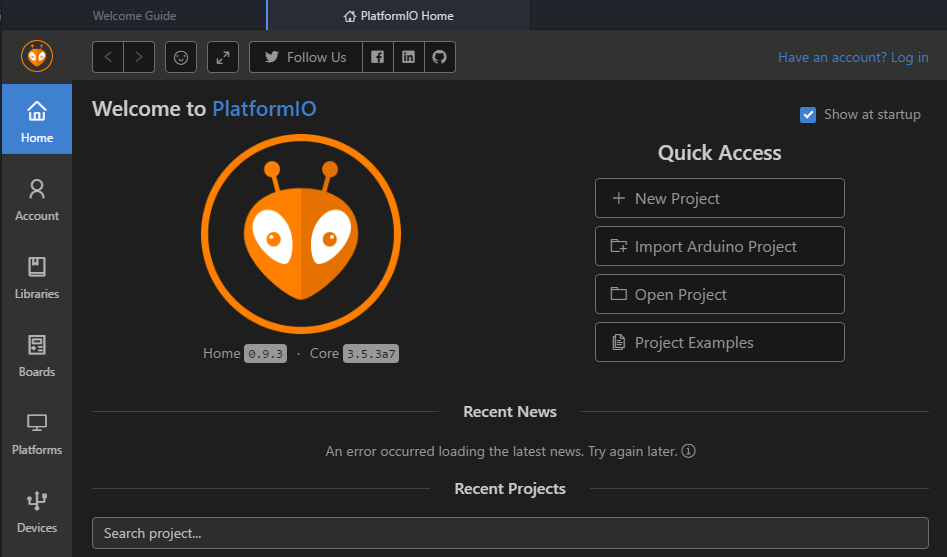 Welcome Guide
PlatformIO Home
Follow Us
Have an account? Log in
Home
Account
Libraries
Boards
Platforms
Devices
Welcome to PlatformIO
Show at startup
Home 0.9.3 · Core 3.5.3a7
Quick Access
New Project
Import Arduino Project
Open Project
Project Examples
Recent News
An error occurred loading the latest news. Try again later.
Recent Projects
Search project...